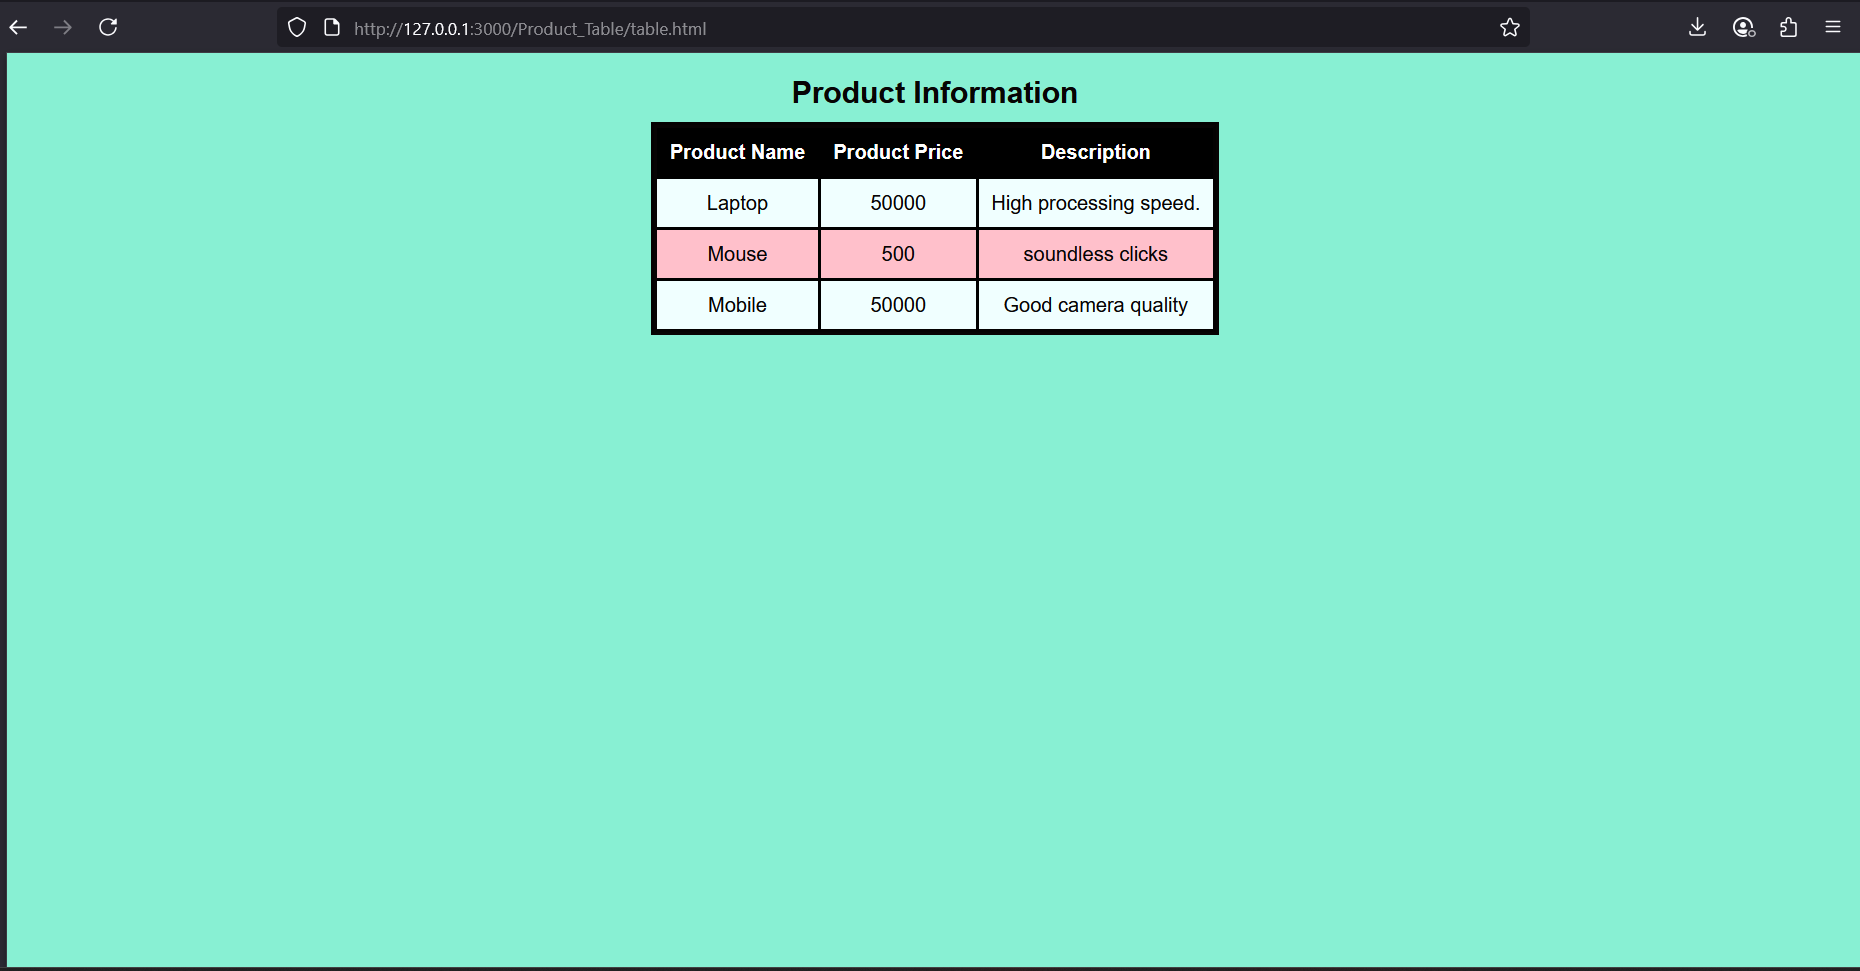 http://127.0.0.1:3000/Product_Table/table.html
Product Information
Product Name Product Price Description
Laptop 50000 High processing speed.
Mouse 500 soundless clicks
Mobile 50000 Good camera quality